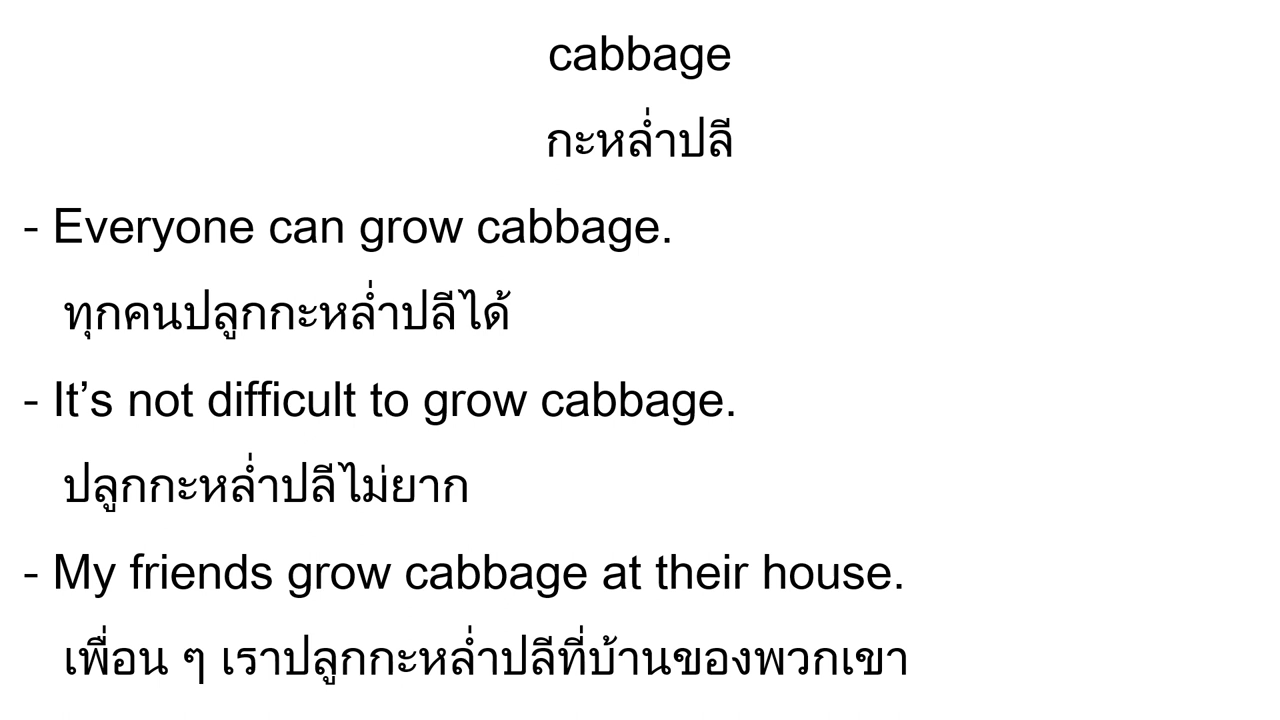 cabbage
กะหล่ำปลี
- Everyone can grow cabbage.
ทุกคนปลูกกะหล่ำปลีได้
- It’s not difficult to grow cabbage.
ปลูกกะหล่ำปลีไม่ยาก
- My friends grow cabbage at their house.
เพื่อน ๆ เราปลูกกะหล่ำปลีที่บ้านของพวกเขา